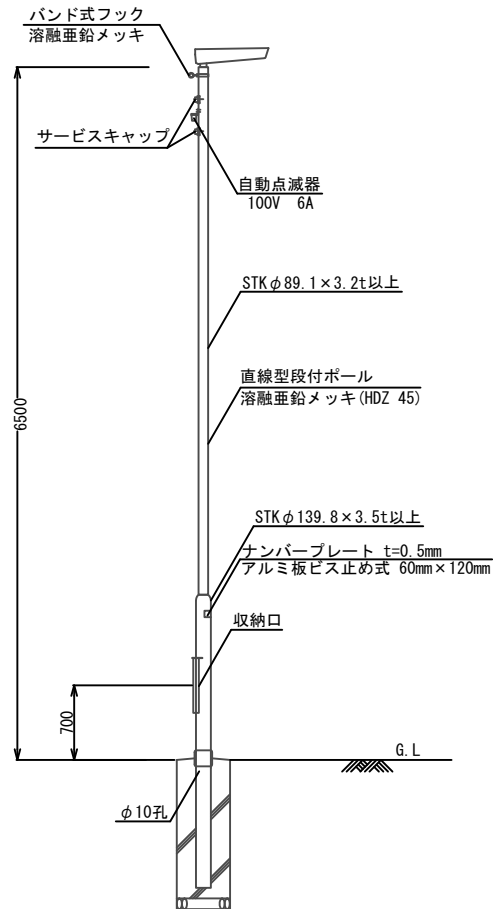 バンド式フック
溶融亜鉛メッキ
サービスキャップ
自動点滅器
100V 6A
STKφ89.1×3.2t以上
直線型段付ポール
溶融亜鉛メッキ(HDZ 45)
6500
STKφ139.8×3.5t以上
ナンバープレート t=0.5mm
アルミ板ビス止め式 60mm×120mm
収納口
700
G.L
φ10孔